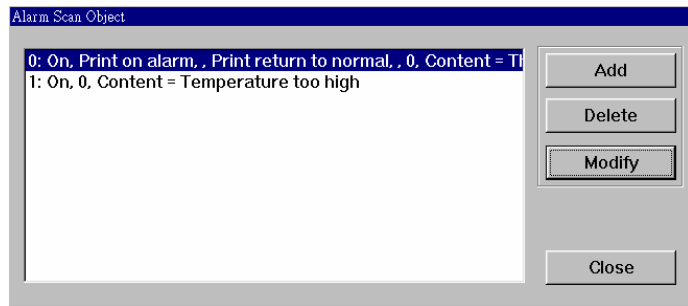 Alarm Scan Object
0: On, Print on alarm, , Print return to normal, , 0, Content =
1: On, 0, Content = Temperature too high
Add
Delete
Modify
Close